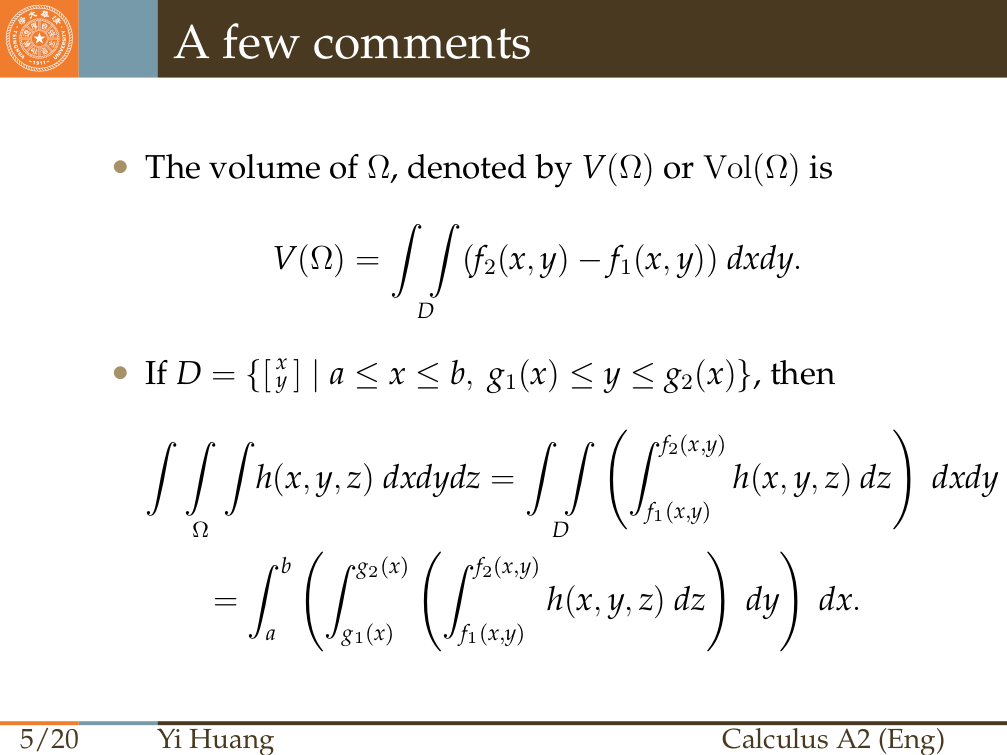 A few comments
• The volume of Ω, denoted by V(Ω) or Vol(Ω) is
V(Ω) = ∫∫_D (f₂(x, y) − f₁(x, y)) dxdy.
• If D = {[x y] | a ≤ x ≤ b, g₁(x) ≤ y ≤ g₂(x)}, then
∫∫∫_Ω h(x, y, z) dxdydz = ∫∫_D (∫_{f₁(x,y)}^{f₂(x,y)} h(x, y, z) dz) dxdy
= ∫_a^b (∫_{g₁(x)}^{g₂(x)} (∫_{f₁(x,y)}^{f₂(x,y)} h(x, y, z) dz) dy) dx.
5/20 Yi Huang Calculus A2 (Eng)